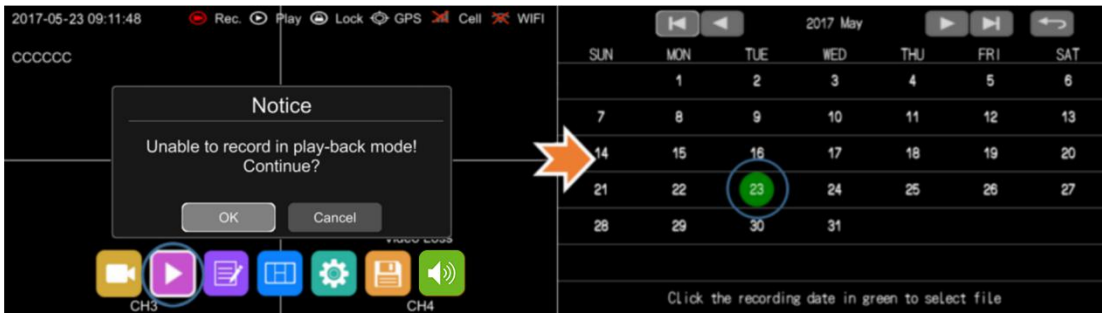 2017-05-23 09:11:48 Rec. Play Lock GPS Cell WIFI
CCCCCC
Notice
Unable to record in play-back mode!
Continue?
OK Cancel
Video Loss
CH3 CH4
2017 May
SUN MON TUE WED THU FRI SAT
1 2 3 4 5 6
7 8 9 10 11 12 13
14 15 16 17 18 19 20
21 22 23 24 25 26 27
28 29 30 31
Click the recording date in green to select file